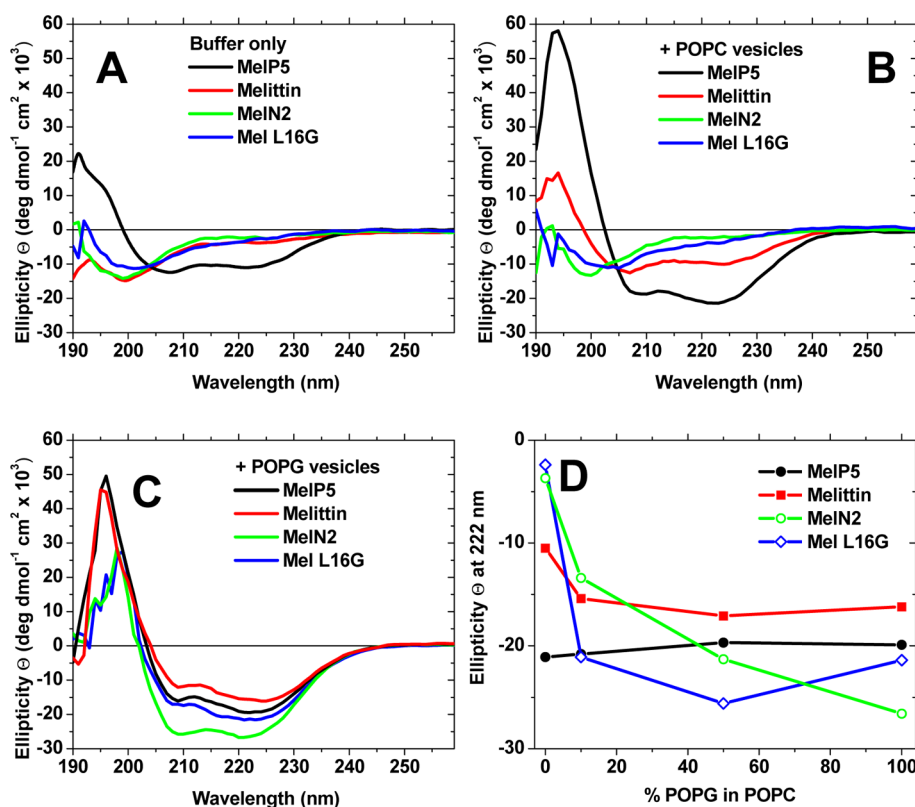 A
Buffer only
MelP5
Melittin
MelN2
Mel L16G
Ellipticity Θ (deg dmol⁻¹ cm² x 10³)
60
50
40
30
20
10
0
-10
-20
-30
190 200 210 220 230 240 250
Wavelength (nm)
B
+ POPC vesicles
MelP5
Melittin
MelN2
Mel L16G
Ellipticity Θ (deg dmol⁻¹ cm² x 10³)
60
50
40
30
20
10
0
-10
-20
-30
190 200 210 220 230 240 250
Wavelength (nm)
C
+ POPG vesicles
MelP5
Melittin
MelN2
Mel L16G
Ellipticity Θ (deg dmol⁻¹ cm² x 10³)
60
50
40
30
20
10
0
-10
-20
-30
190 200 210 220 230 240 250
Wavelength (nm)
D
MelP5
Melittin
MelN2
Mel L16G
Ellipticity Θ at 222 nm
0
-10
-20
-30
0 20 40 60 80 100
% POPG in POPC